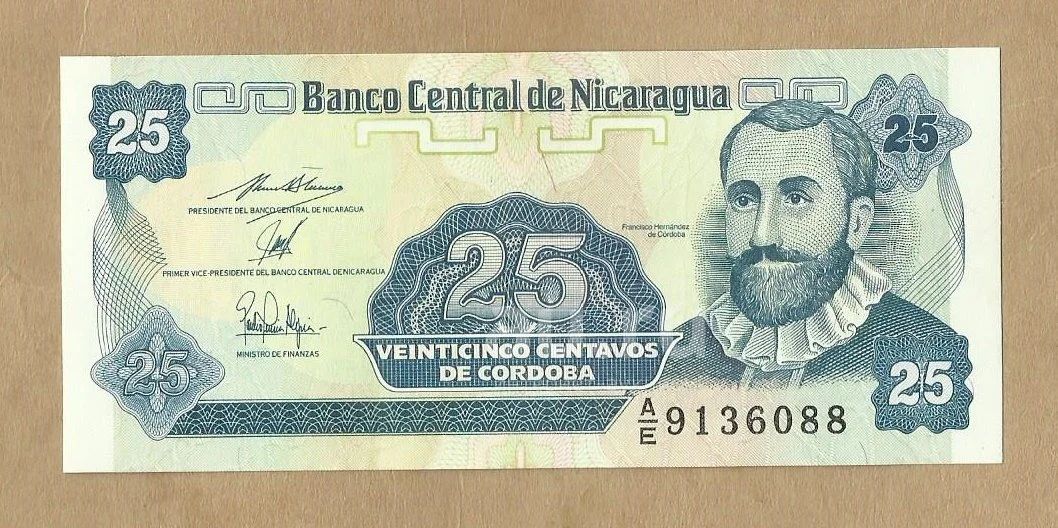 Banco Central de Nicaragua
25
25
PRESIDENTE DEL BANCO CENTRAL DE NICARAGUA
Francisco Hernández
de Córdoba
25
PRIMER VICE-PRESIDENTE DEL BANCO CENTRAL DE NICARAGUA
MINISTRO DE FINANZAS
VEINTICINCO CENTAVOS
DE CORDOBA
25
25
A/E 9136088